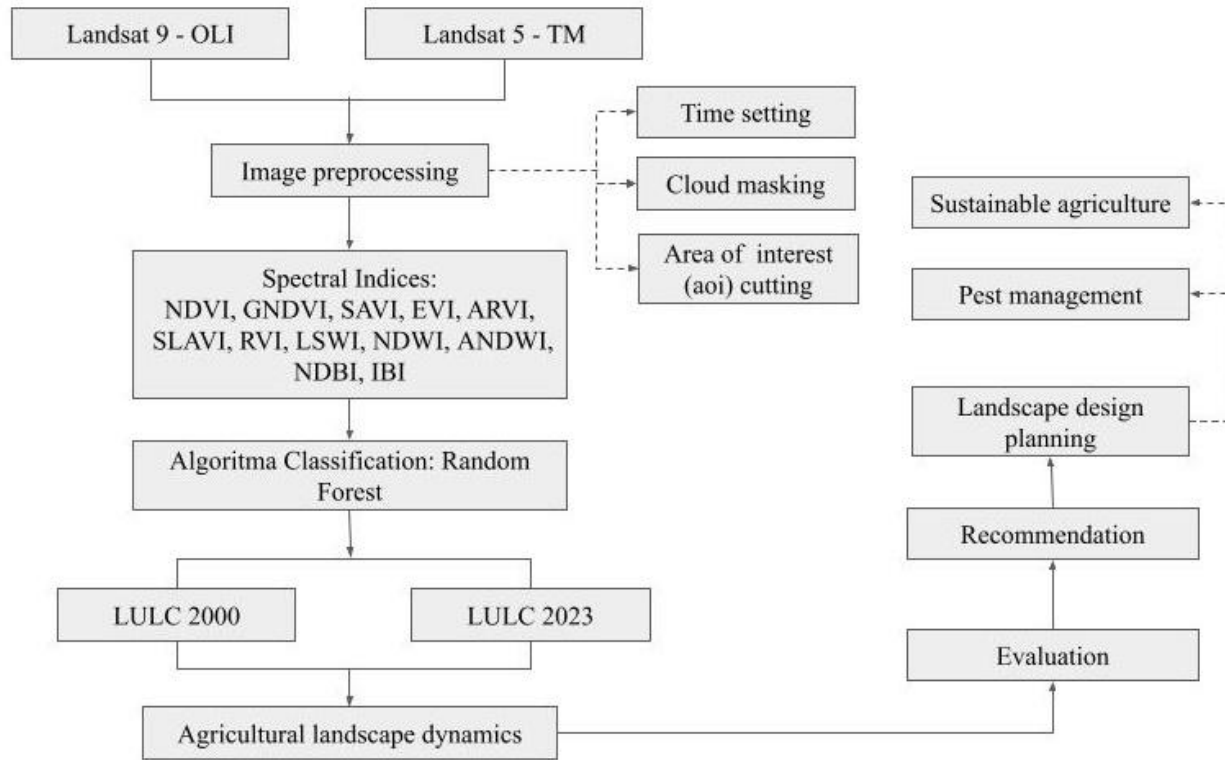 Landsat 9 - OLI
Landsat 5 - TM
Image preprocessing
Time setting
Cloud masking
Area of interest
(aoi) cutting
Spectral Indices:
NDVI, GNDVI, SAVI, EVI, ARVI,
SLAVI, RVI, LSWI, NDWI, ANDWI,
NDBI, IBI
Algoritma Classification: Random
Forest
LULC 2000
LULC 2023
Agricultural landscape dynamics
Evaluation
Recommendation
Landscape design
planning
Pest management
Sustainable agriculture